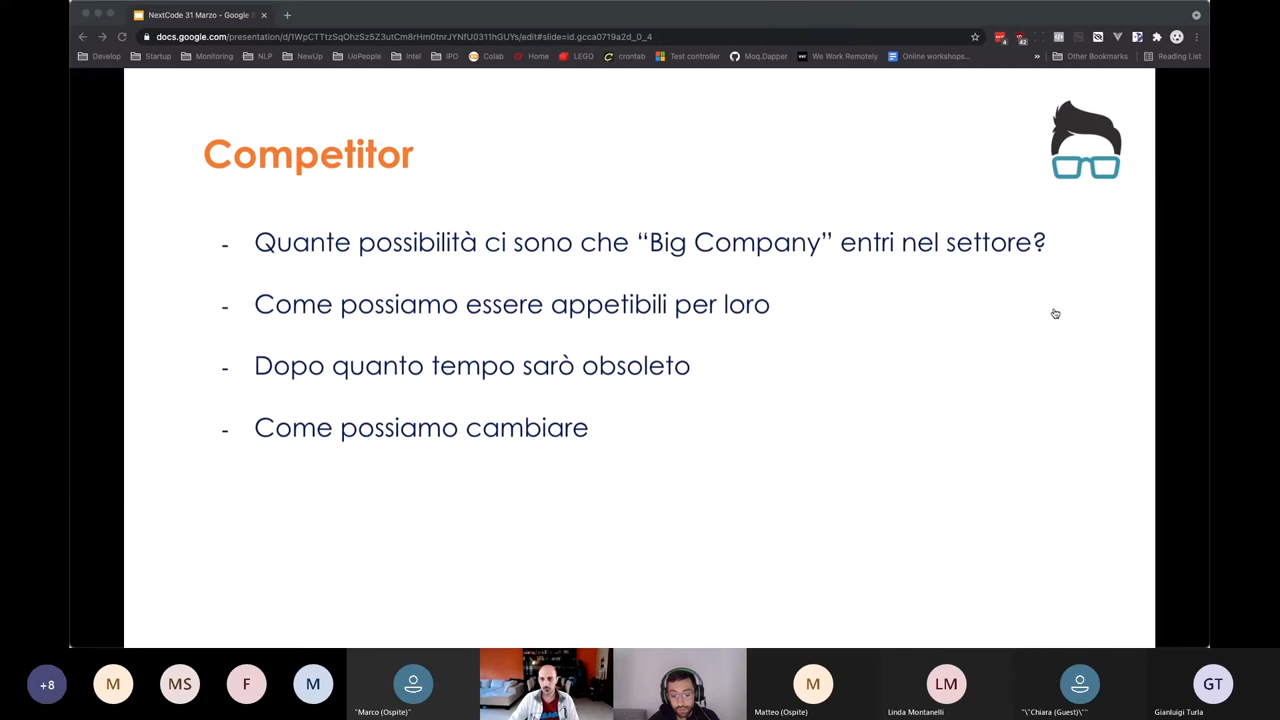 NextCode 31 Marzo - Google
docs.google.com/presentation/d/1WpCTTtzSqOhzSz5Z3utCm8rHm0tnrJYNfU0311hGUYs/edit#slide=id.gcca0719a2d_0_4
Develop Startup Monitoring NLP NewUp UoPeople Intel IPO Colab Home LEGO crontab Test controller Moq.Dapper We Work Remotely Online workshops... » Other Bookmarks Reading List
Competitor
- Quante possibilità ci sono che “Big Company” entri nel settore?
- Come possiamo essere appetibili per loro
- Dopo quanto tempo sarò obsoleto
- Come possiamo cambiare
+8 M MS F M M LM GT
"Marco (Ospite)" Matteo (Ospite) Linda Montanelli "\"Chiara (Guest)\"" Gianluigi Turla